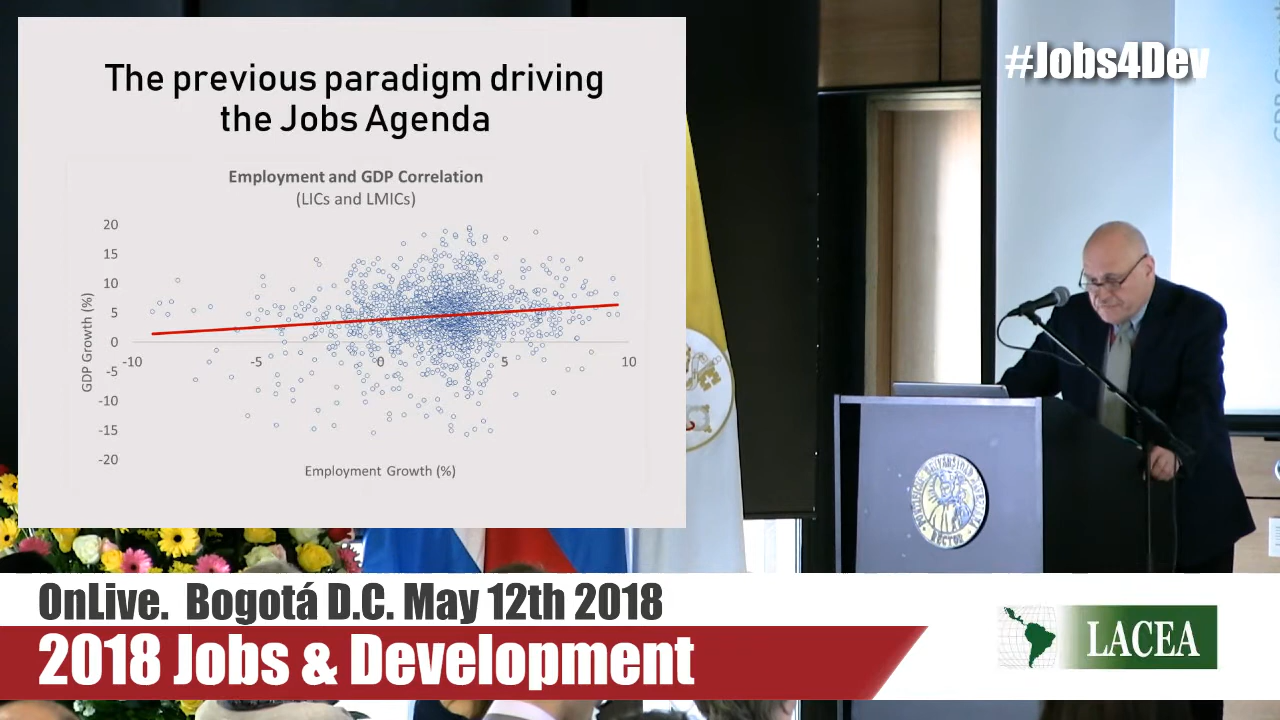 The previous paradigm driving
the Jobs Agenda
Employment and GDP Correlation
(LICs and LMICs)
20
15
10
5
0
-5
-10
-15
-20
GDP Growth (%)
-10
-5
0
5
10
Employment Growth (%)
#Jobs4Dev
RECTOR
OnLive. Bogotá D.C. May 12th 2018
2018 Jobs & Development
LACEA